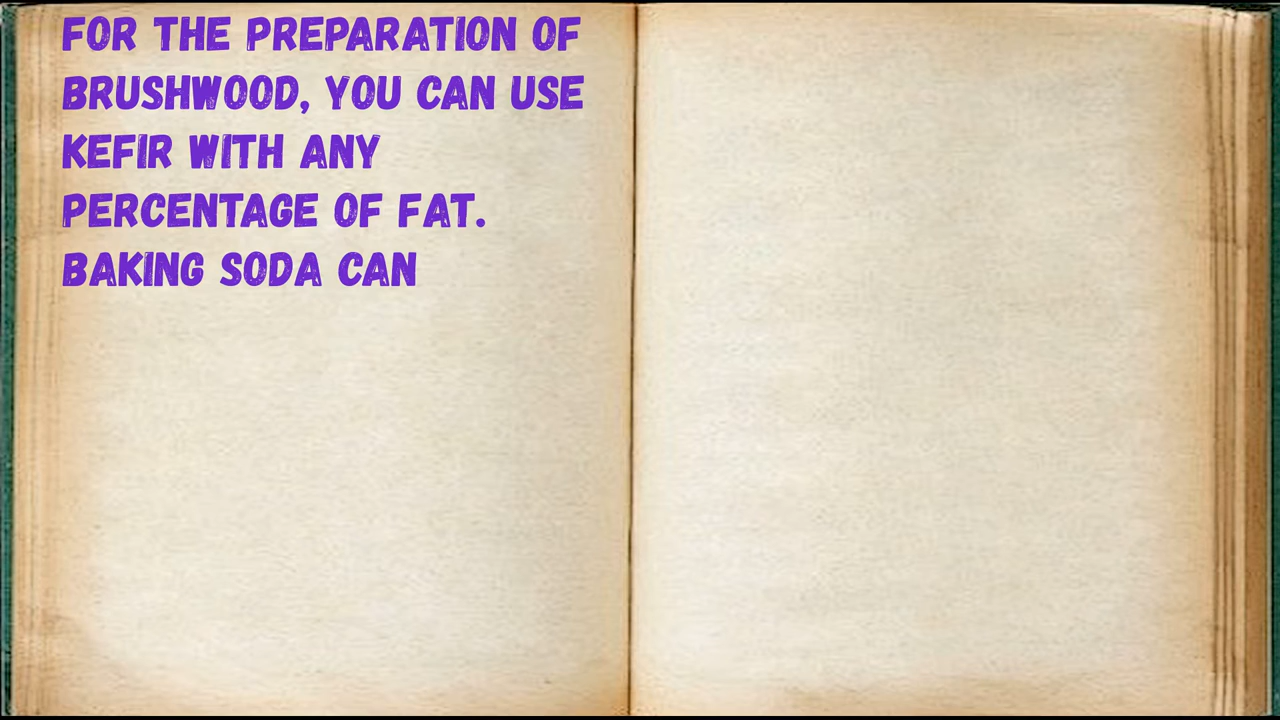 FOR THE PREPARATION OF
BRUSHWOOD, YOU CAN USE
KEFIR WITH ANY
PERCENTAGE OF FAT.
BAKING SODA CAN